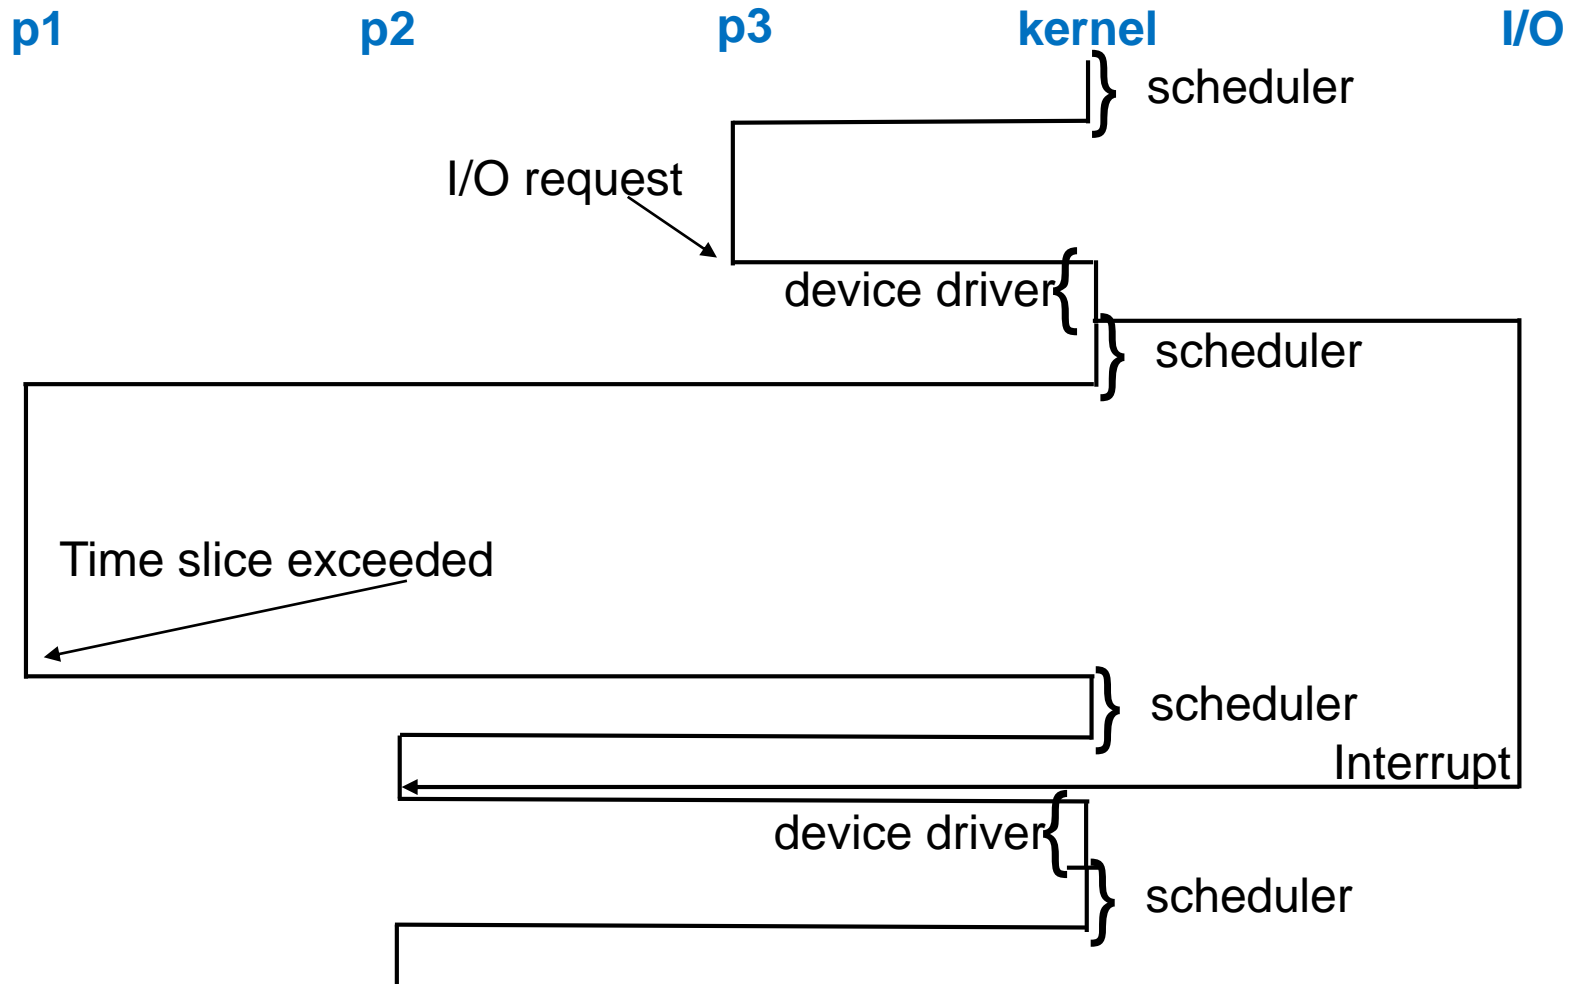 p1 p2 p3 kernel I/O
scheduler
I/O request
device driver
scheduler
Time slice exceeded
scheduler
Interrupt
device driver
scheduler